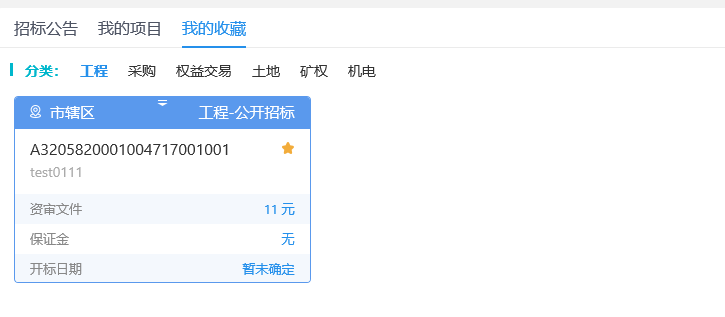 招标公告 我的项目 我的收藏
分类： 工程 采购 权益交易 土地 矿权 机电
市辖区 工程-公开招标
A3205820001004717001001
test0111
资审文件 11 元
保证金 无
开标日期 暂未确定